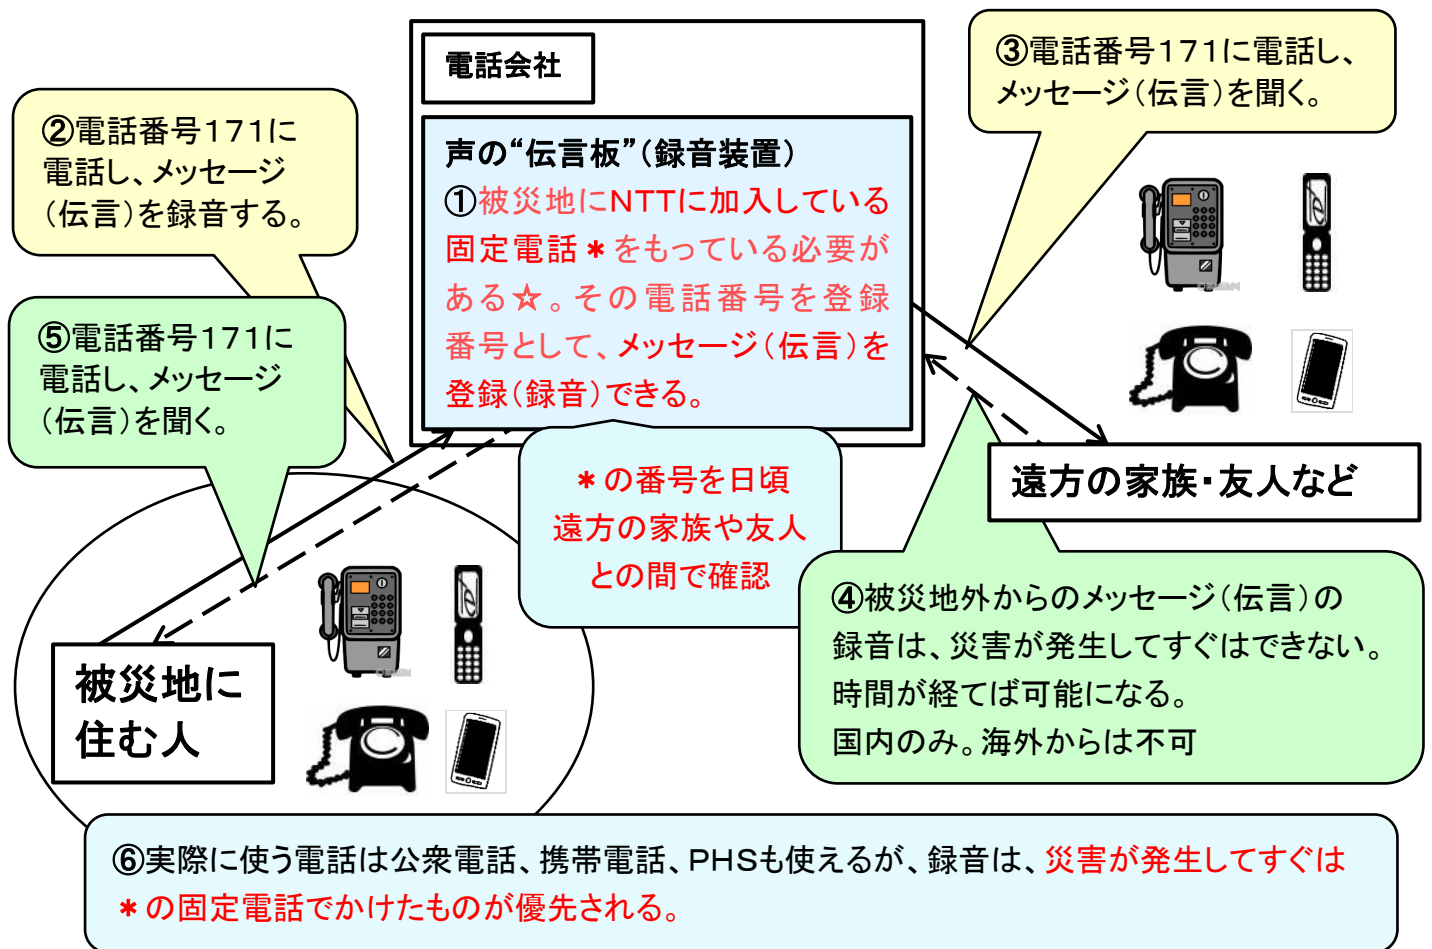 電話会社
声の“伝言板”（録音装置）
①被災地にNTTに加入している
固定電話＊をもっている必要が
ある☆。その電話番号を登録
番号として、メッセージ（伝言）を
登録（録音）できる。
②電話番号171に
電話し、メッセージ
（伝言）を録音する。
③電話番号171に電話し、
メッセージ（伝言）を聞く。
⑤電話番号171に
電話し、メッセージ
（伝言）を聞く。
＊の番号を日頃
遠方の家族や友人
との間で確認
遠方の家族・友人など
④被災地外からのメッセージ（伝言）の
録音は、災害が発生してすぐはできない。
時間が経てば可能になる。
国内のみ。海外からは不可
被災地に
住む人
⑥実際に使う電話は公衆電話、携帯電話、PHSも使えるが、録音は、災害が発生してすぐは
＊の固定電話でかけたものが優先される。